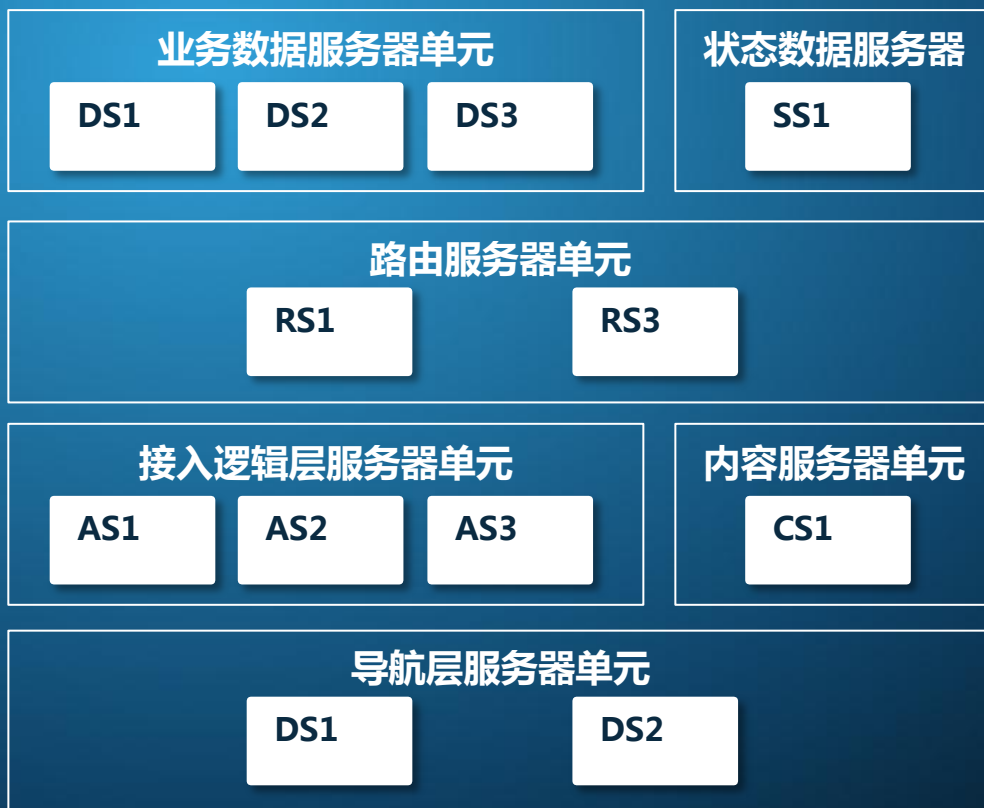 业务数据服务器单元
状态数据服务器
DS1
DS2
DS3
SS1
路由服务器单元
RS1
RS3
接入逻辑层服务器单元
内容服务器单元
AS1
AS2
AS3
CS1
导航层服务器单元
DS1
DS2